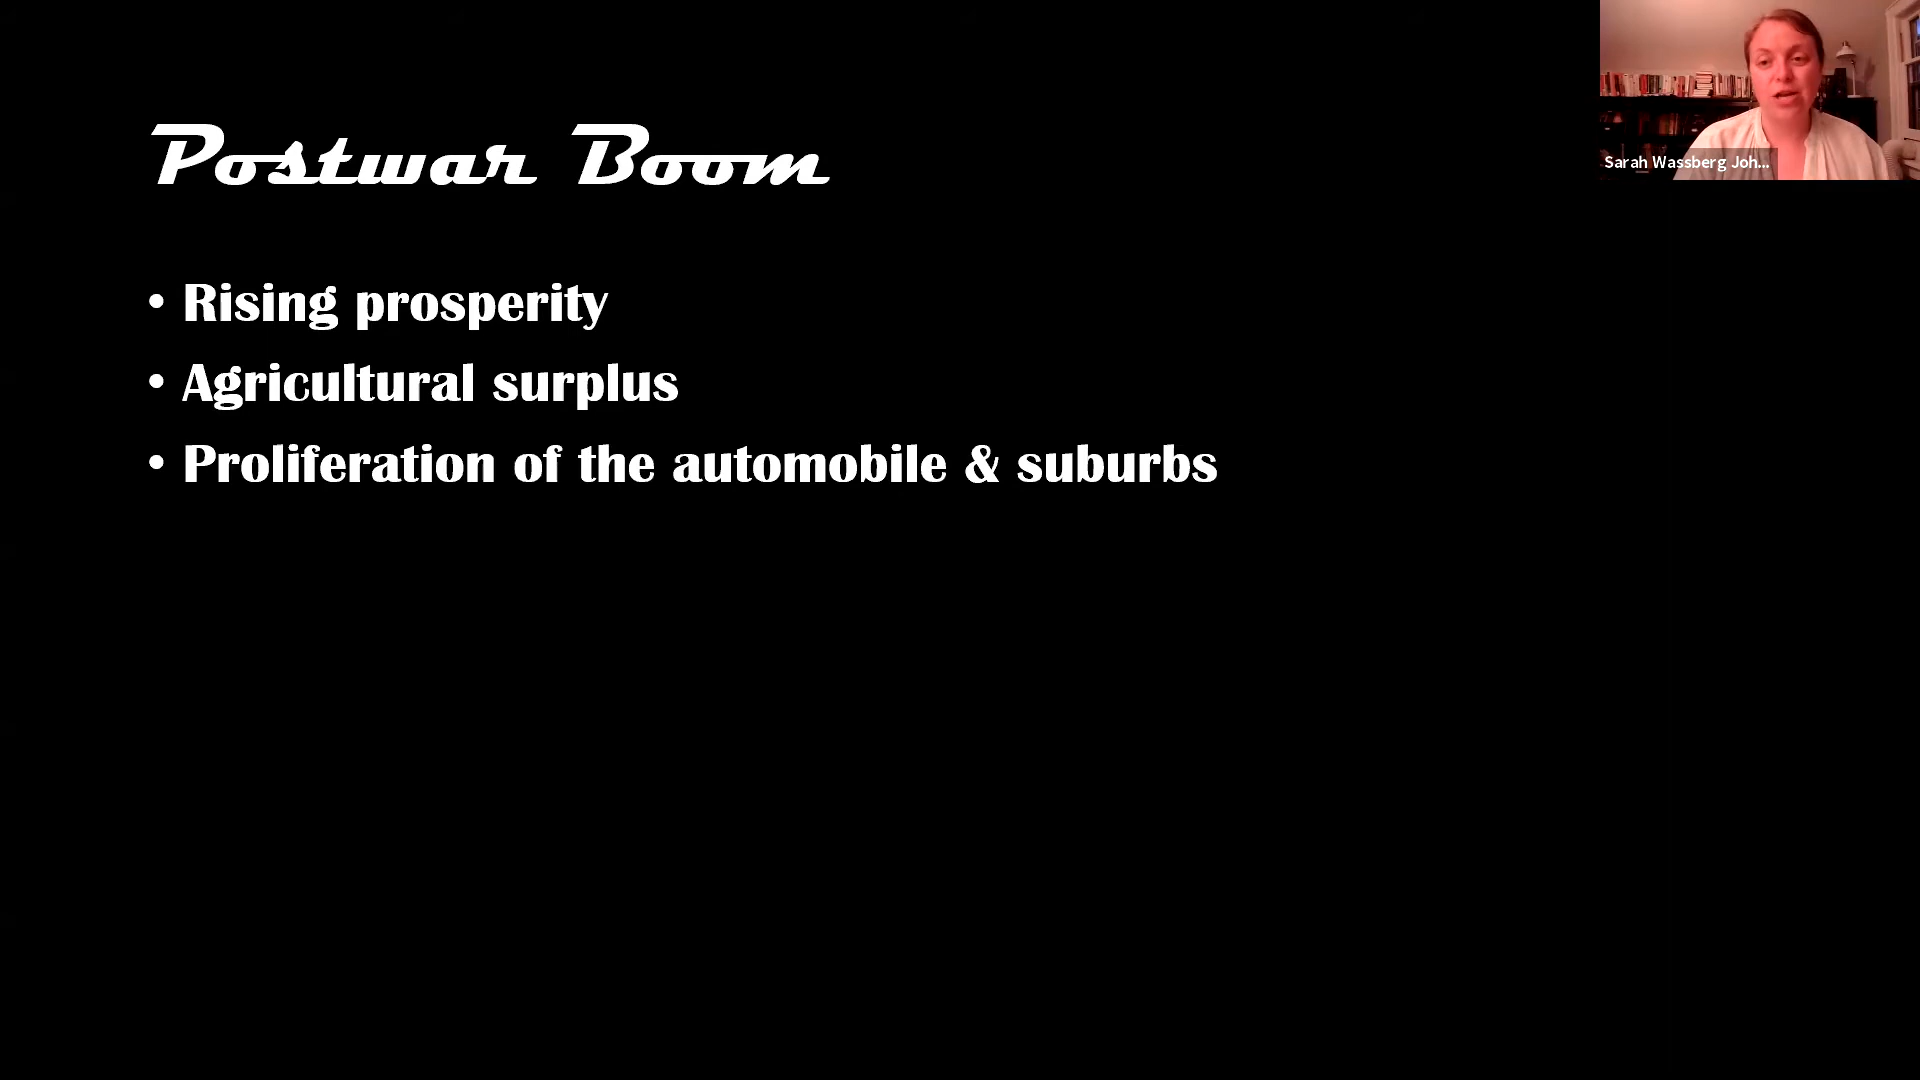 Postwar Boom
• Rising prosperity
• Agricultural surplus
• Proliferation of the automobile & suburbs
Sarah Wassberg Joh...